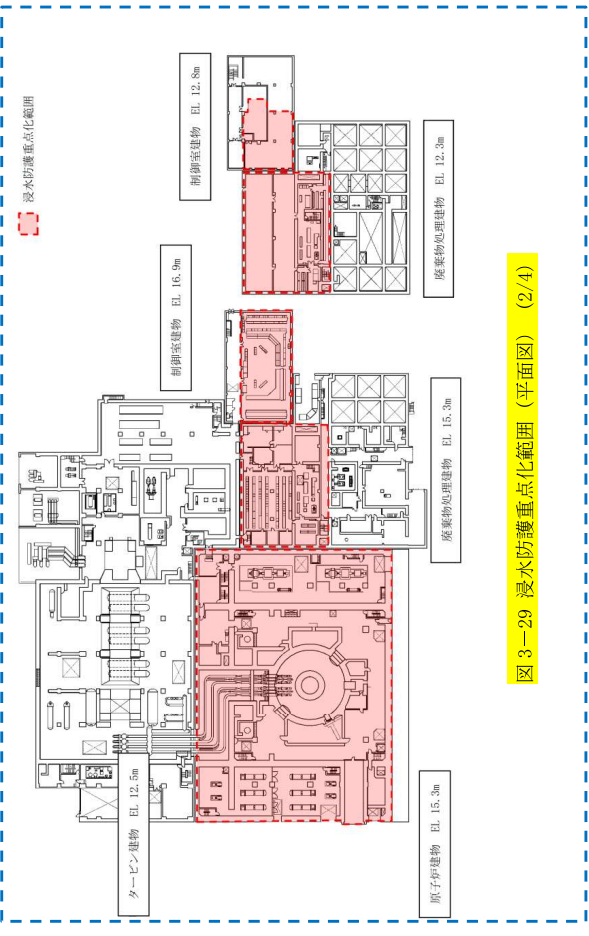 浸水防護重点化範囲
制御室建物 EL 12.8m
廃棄物処理建物 EL 12.3m
制御室建物 EL 16.9m
廃棄物処理建物 EL 15.3m
タービン建物 EL 12.5m
原子炉建物 EL 15.3m
図 3－29 浸水防護重点化範囲（平面図） (2/4)